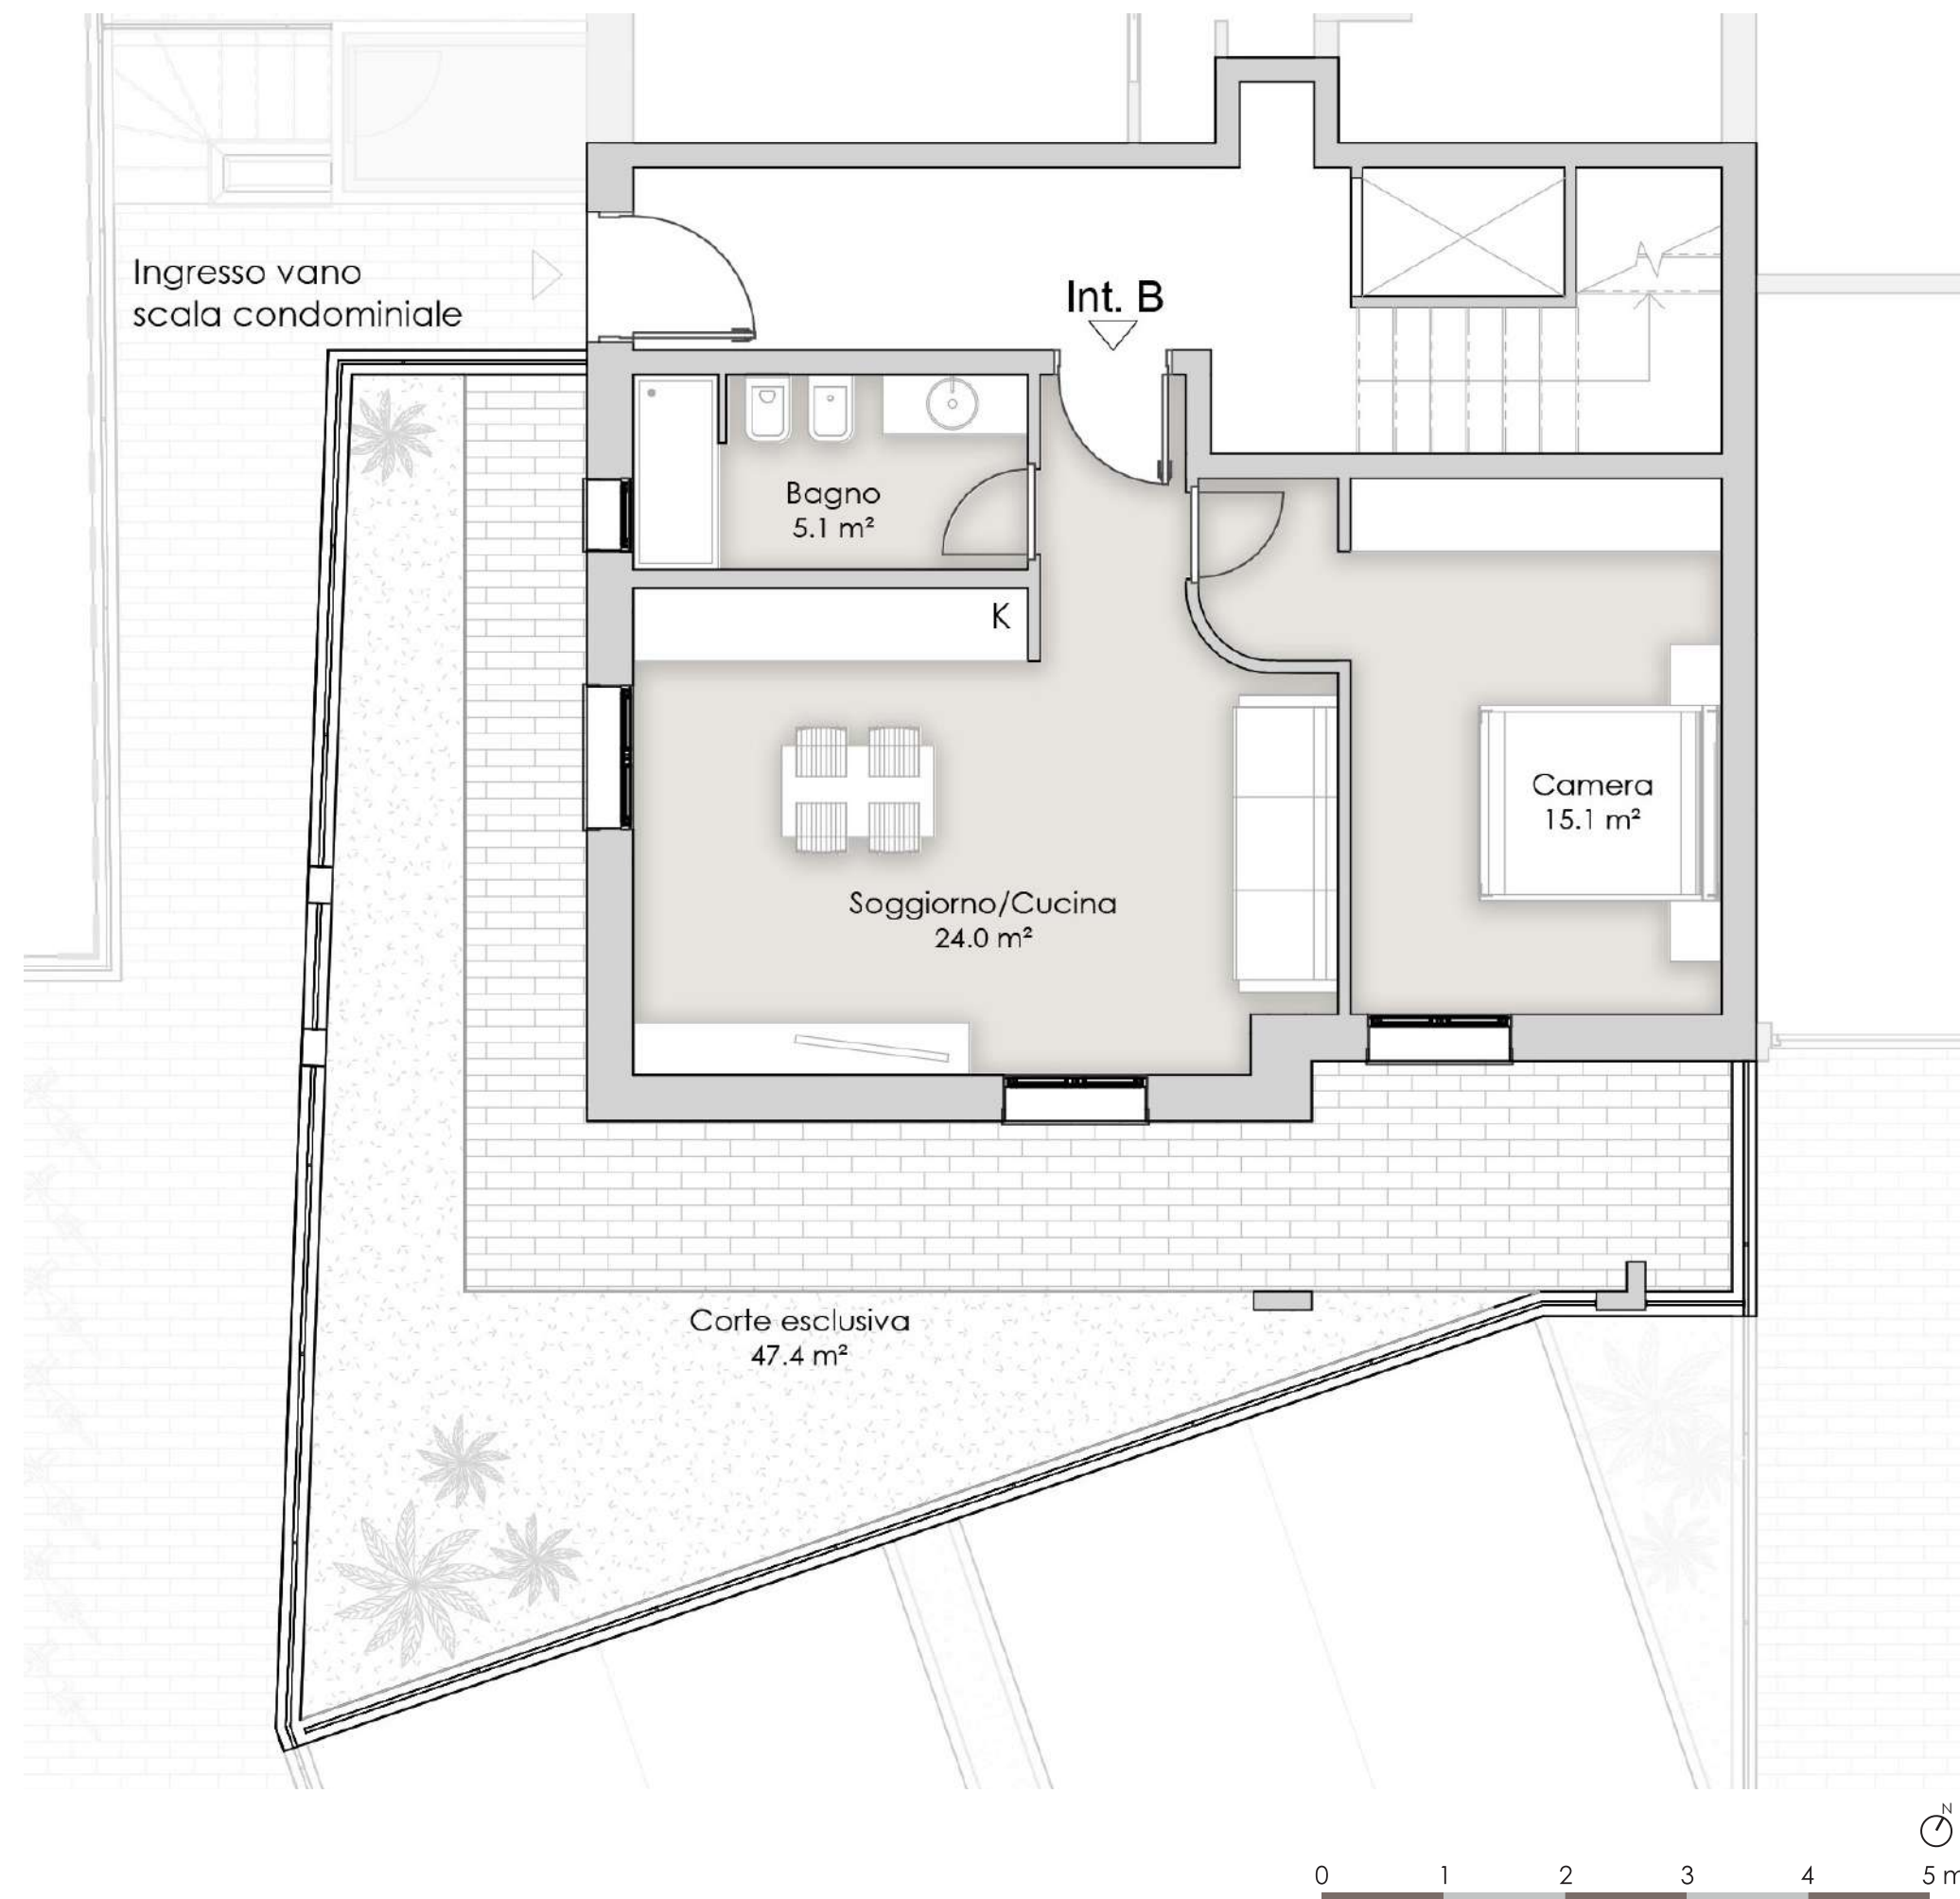 Ingresso vano
scala condominiale
Int. B
Bagno
5.1 m²
K
Camera
15.1 m²
Soggiorno/Cucina
24.0 m²
Corte esclusiva
47.4 m²
N
0 1 2 3 4 5 m